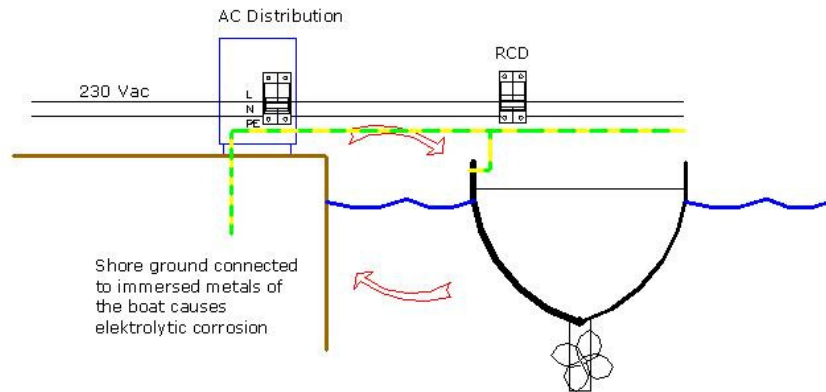 AC Distribution
RCD
230 Vac
L
N
PE
Shore ground connected
to immersed metals of
the boat causes
elektrolytic corrosion